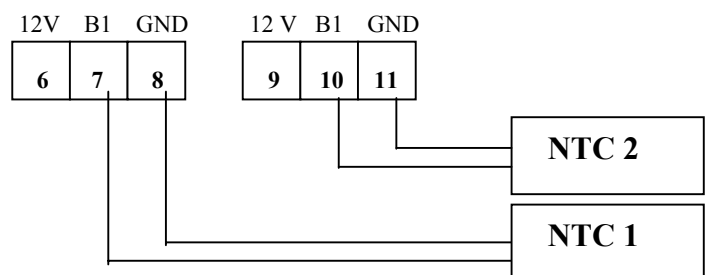 12V B1 GND 12 V B1 GND
6 7 8 9 10 11
NTC 2
NTC 1